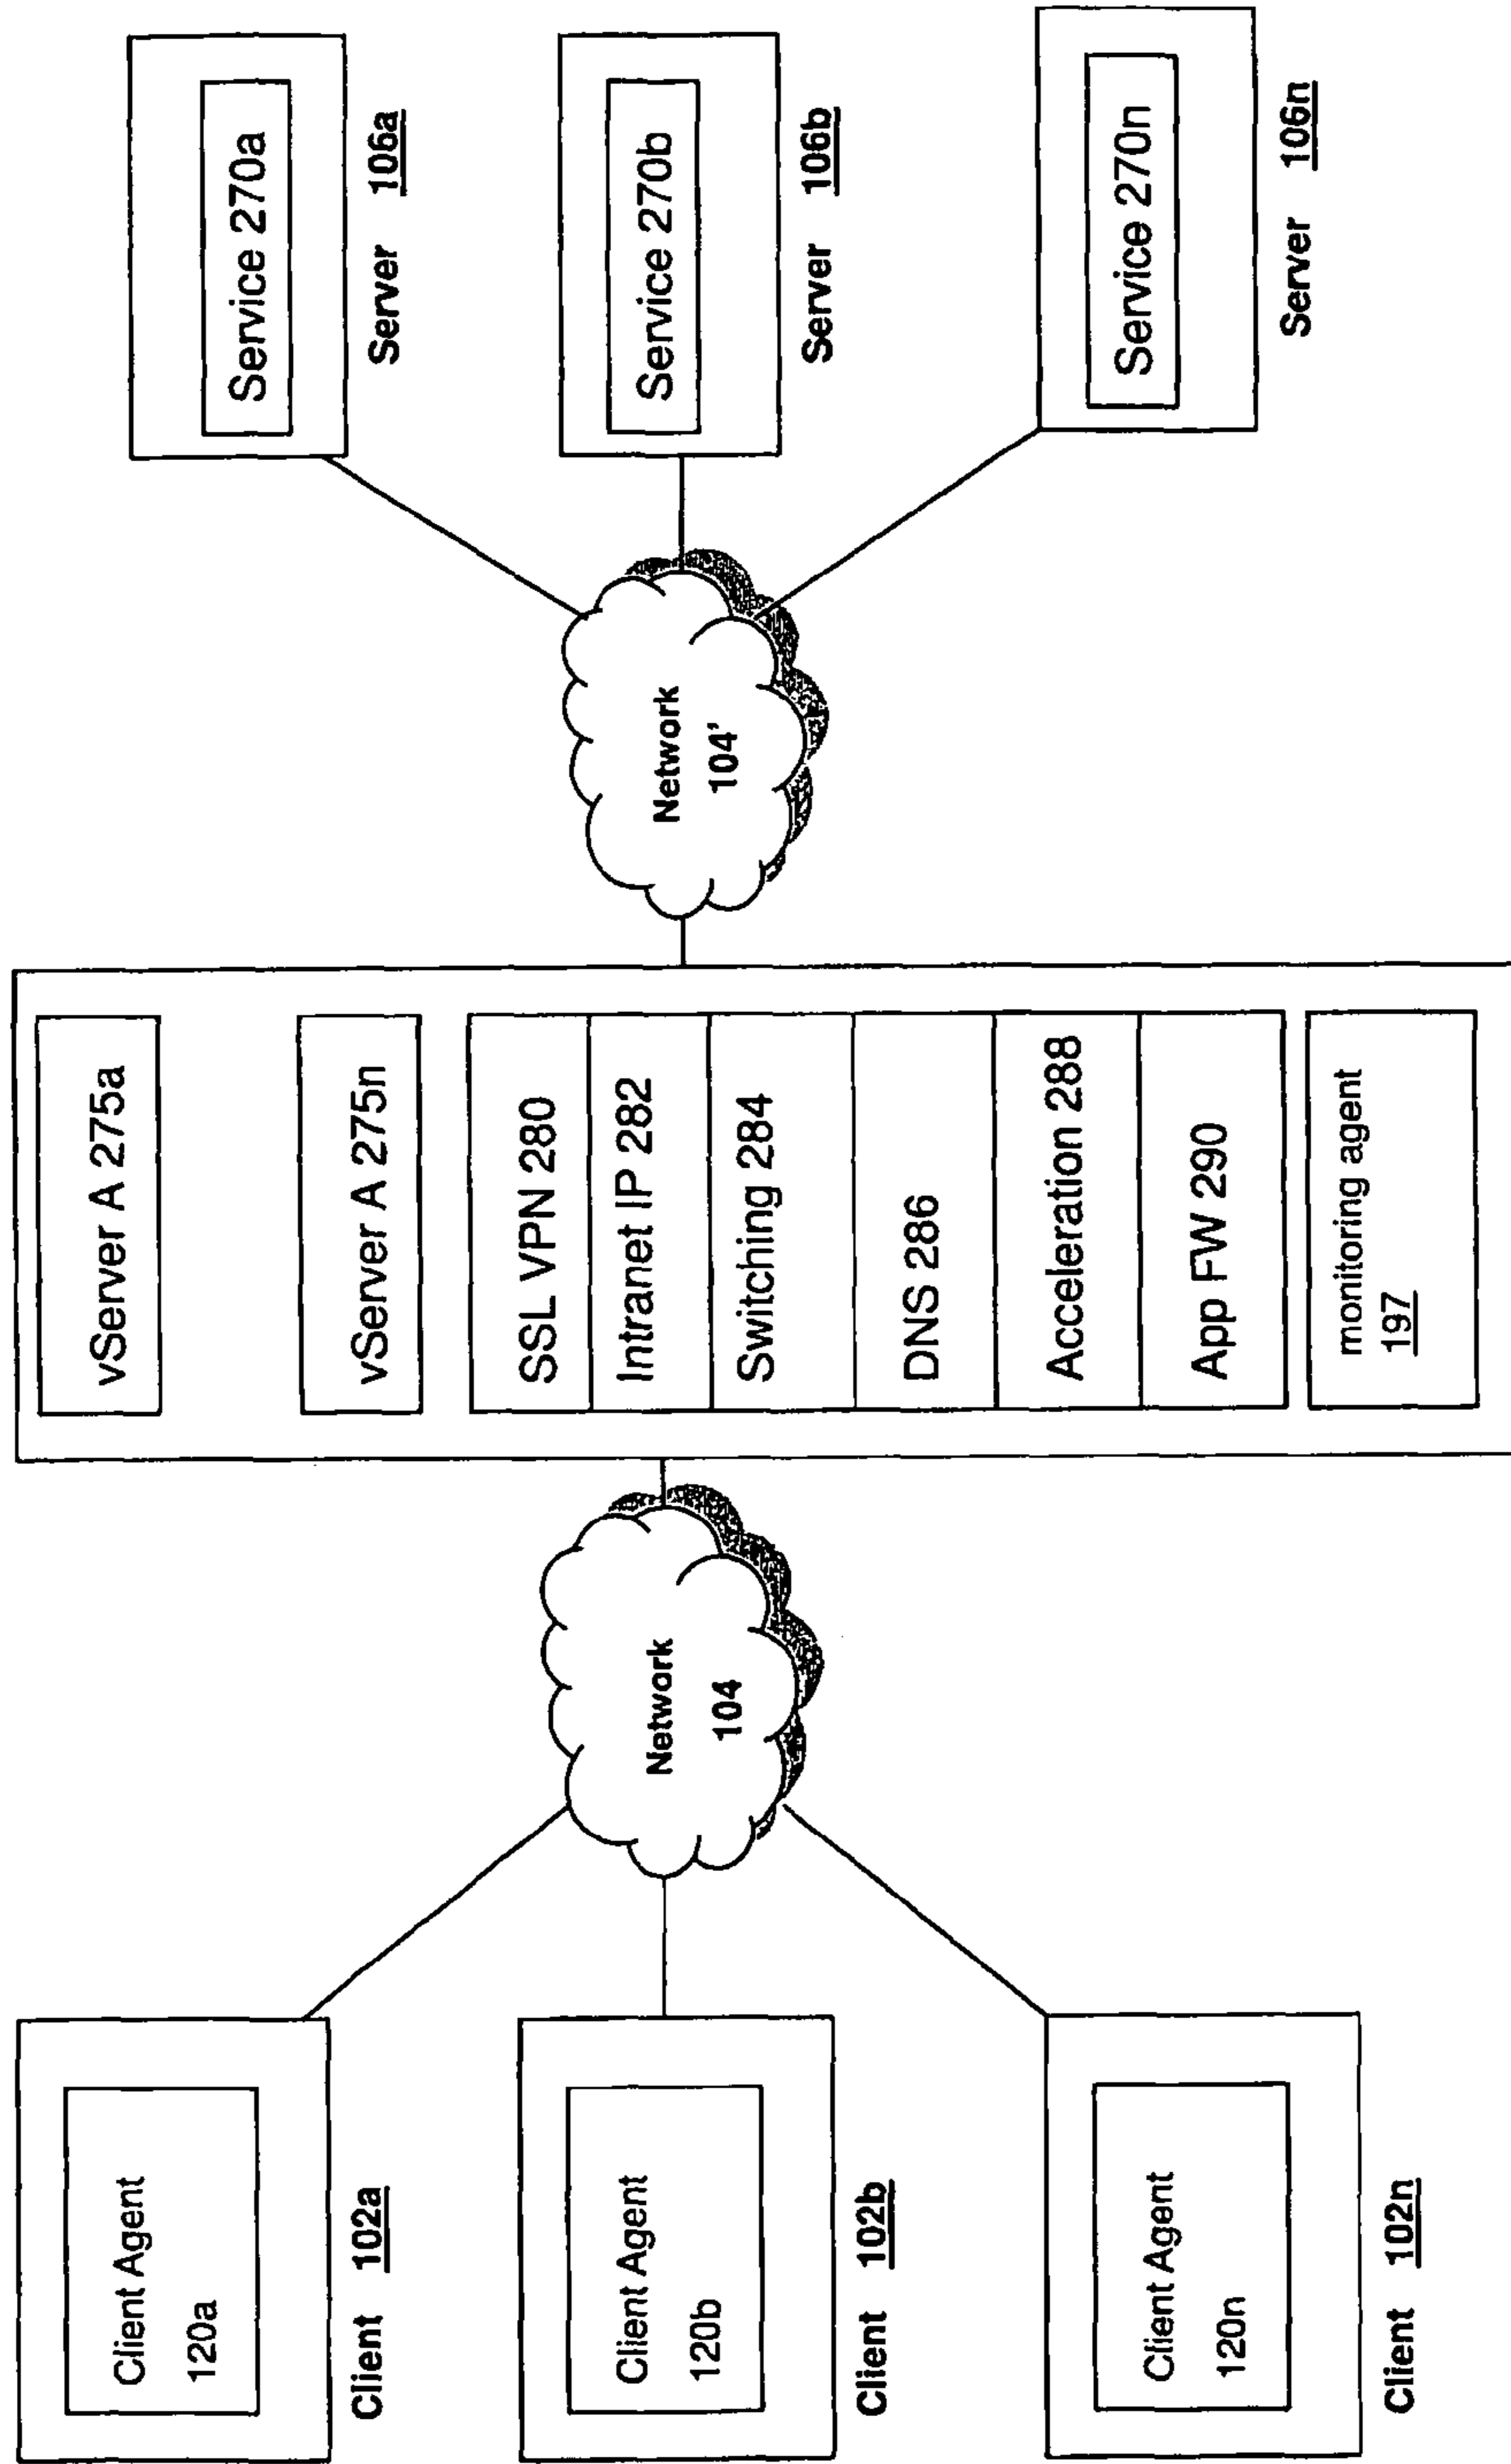 Client Agent
120a
Client 102a
Client Agent
120b
Client 102b
Client Agent
120n
Client 102n
Network
104
vServer A 275a
vServer A 275n
SSL VPN 280
Intranet IP 282
Switching 284
DNS 286
Acceleration 288
App FW 290
monitoring agent
197
Network
104'
Service 270a
Server 106a
Service 270b
Server 106b
Service 270n
Server 106n